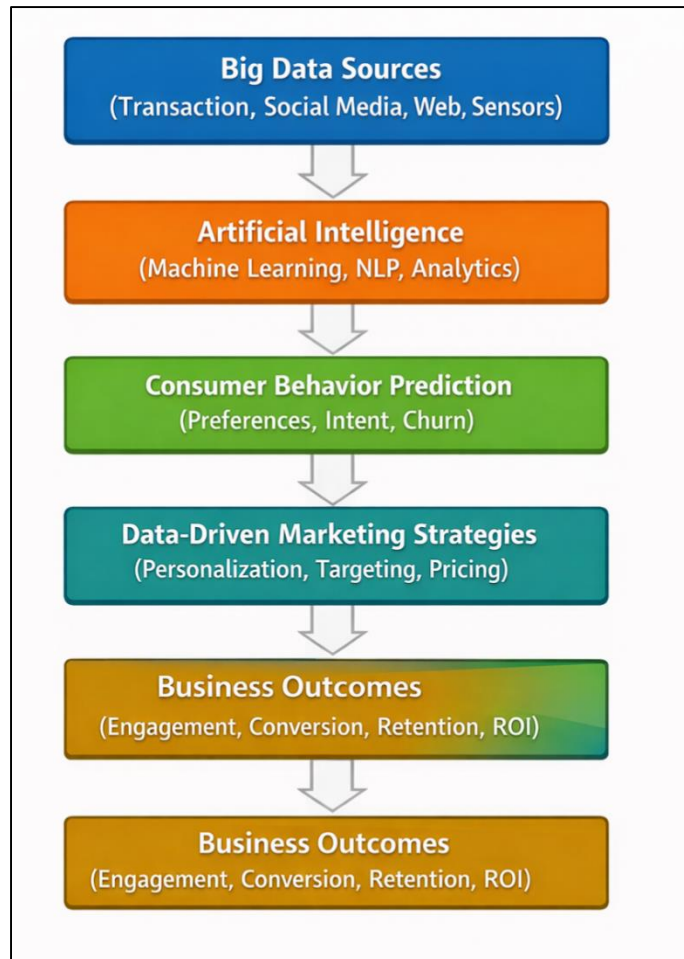 Big Data Sources
(Transaction, Social Media, Web, Sensors)
Artificial Intelligence
(Machine Learning, NLP, Analytics)
Consumer Behavior Prediction
(Preferences, Intent, Churn)
Data-Driven Marketing Strategies
(Personalization, Targeting, Pricing)
Business Outcomes
(Engagement, Conversion, Retention, ROI)
Business Outcomes
(Engagement, Conversion, Retention, ROI)